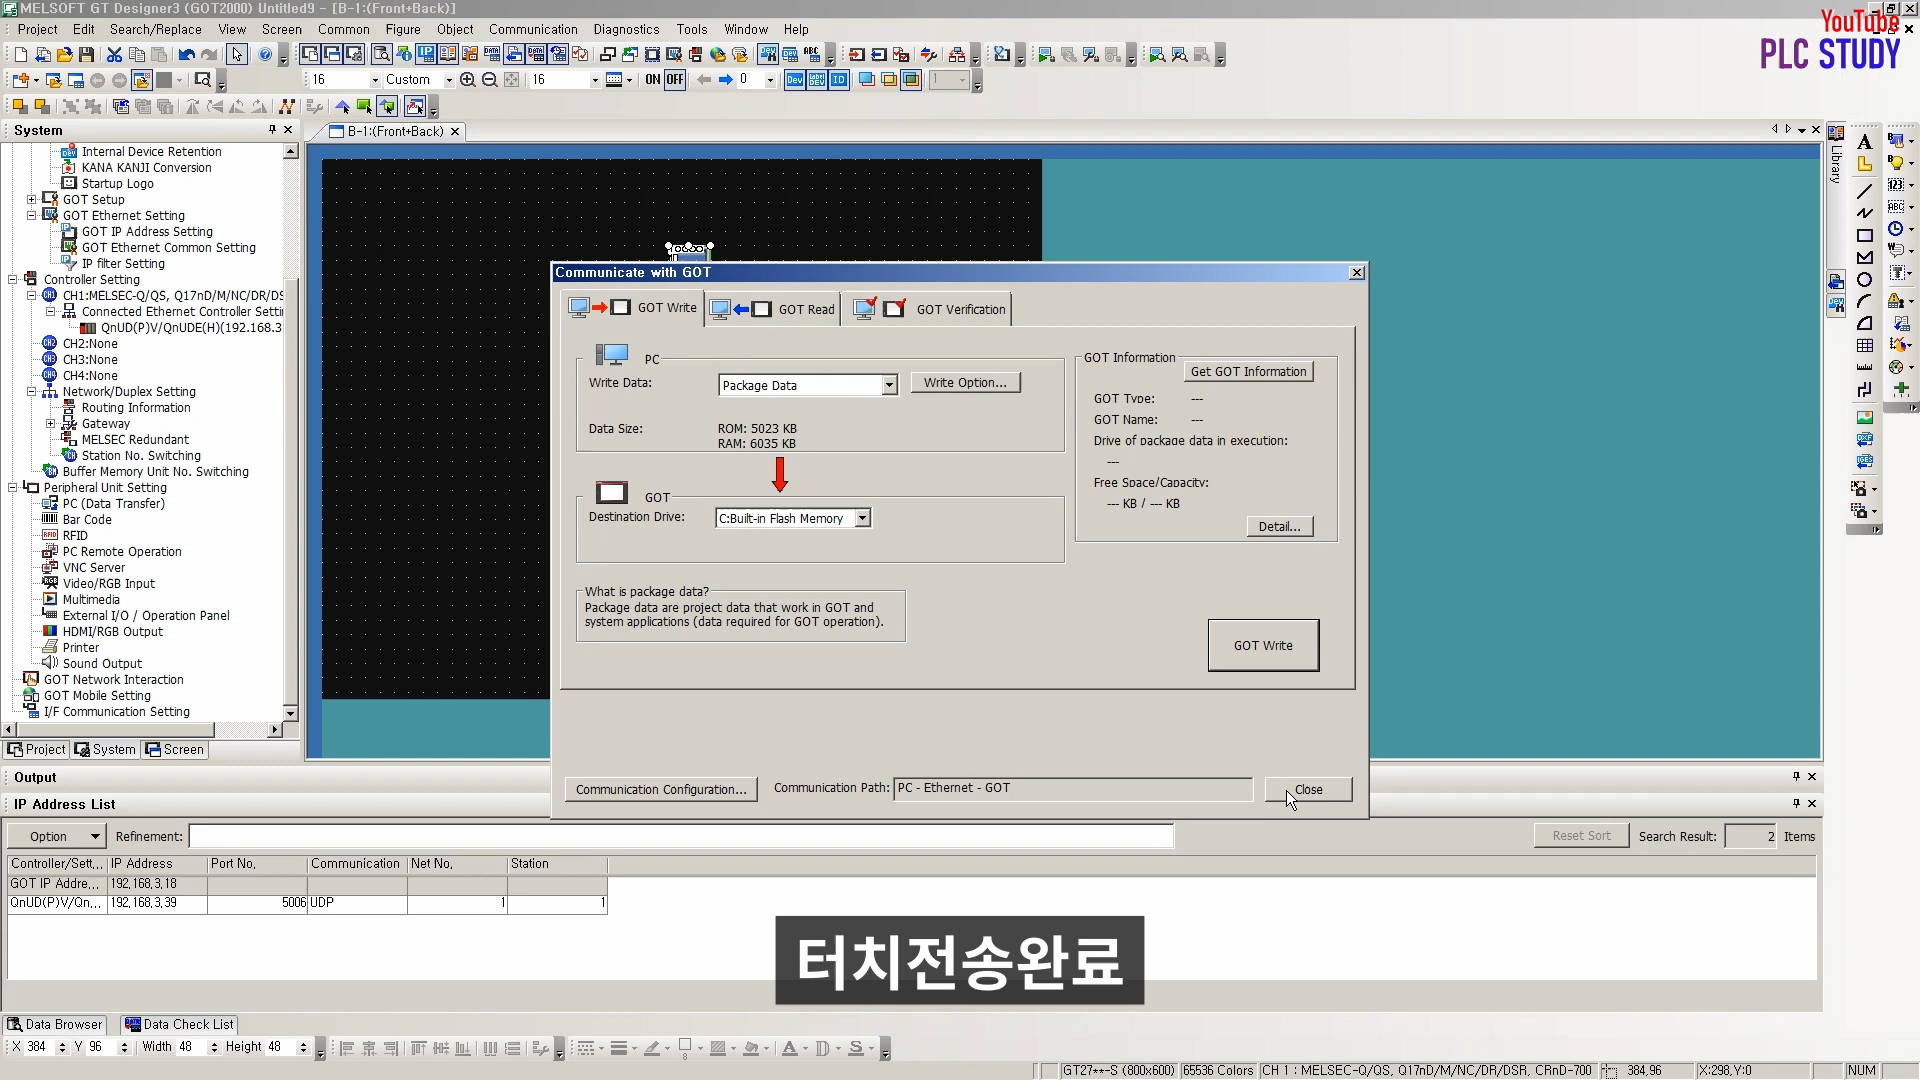 MELSOFT GT Designer3 (GOT2000) Untitled9 - [B-1:(Front+Back)]
YouTube
PLC STUDY
Project Edit Search/Replace View Screen Common Figure Object Communication Diagnostics Tools Window Help
16 Custom 16 ON OFF 0 Dev ID 1
System
B-1:(Front+Back)
Internal Device Retention
KANA KANJI Conversion
Startup Logo
GOT Setup
GOT Ethernet Setting
GOT IP Address Setting
GOT Ethernet Common Setting
IP filter Setting
Controller Setting
CH1:MELSEC-Q/QS, Q17nD/M/NC/DR/DS
Connected Ethernet Controller Setti
QnUD(P)V/QnUDE(H)(192.168.3
CH2:None
CH3:None
CH4:None
Network/Duplex Setting
Routing Information
Gateway
MELSEC Redundant
Station No. Switching
Buffer Memory Unit No. Switching
Peripheral Unit Setting
PC (Data Transfer)
Bar Code
RFID
PC Remote Operation
VNC Server
Video/RGB Input
Multimedia
External I/O / Operation Panel
HDMI/RGB Output
Printer
Sound Output
GOT Network Interaction
GOT Mobile Setting
I/F Communication Setting
Project System Screen
Library
Communicate with GOT
GOT Write GOT Read GOT Verification
PC
Write Data: Package Data Write Option...
Data Size: ROM: 5023 KB
RAM: 6035 KB
GOT
Destination Drive: C:Built-in Flash Memory
What is package data?
Package data are project data that work in GOT and
system applications (data required for GOT operation).
GOT Information
Get GOT Information
GOT Type: ---
GOT Name: ---
Drive of package data in execution:
---
Free Space/Capacity:
--- KB / --- KB
Detail...
GOT Write
Communication Configuration... Communication Path: PC - Ethernet - GOT Close
Output
IP Address List
Option Refinement: Reset Sort Search Result: 2 Items
Controller/Sett... IP Address Port No. Communication Net No. Station
GOT IP Addre... 192.168.3.18
QnUD(P)V/Qn... 192.168.3.39 5006 UDP 1 1
터치전송완료
Data Browser Data Check List
X 384 Y 96 Width 48 Height 48
GT27**-S (800x600) 65536 Colors CH 1 : MELSEC-Q/QS, Q17nD/M/NC/DR/DSR, CRnD-700 384,96 X:298,Y:0 NUM